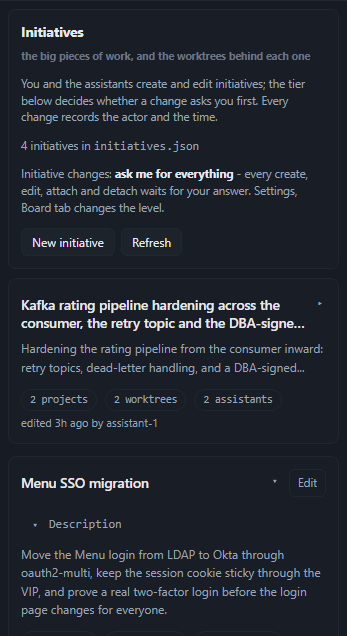 Initiatives
the big pieces of work, and the worktrees behind each one
You and the assistants create and edit initiatives; the tier
below decides whether a change asks you first. Every
change records the actor and the time.
4 initiatives in initiatives.json
Initiative changes: ask me for everything - every create,
edit, attach and detach waits for your answer. Settings,
Board tab changes the level.
New initiative Refresh
Kafka rating pipeline hardening across the
consumer, the retry topic and the DBA-signe...
Hardening the rating pipeline from the consumer inward:
retry topics, dead-letter handling, and a DBA-signed...
2 projects 2 worktrees 2 assistants
edited 3h ago by assistant-1
Menu SSO migration Edit
Description
Move the Menu login from LDAP to Okta through
oauth2-multi, keep the session cookie sticky through the
VIP, and prove a real two-factor login before the login
page changes for everyone.